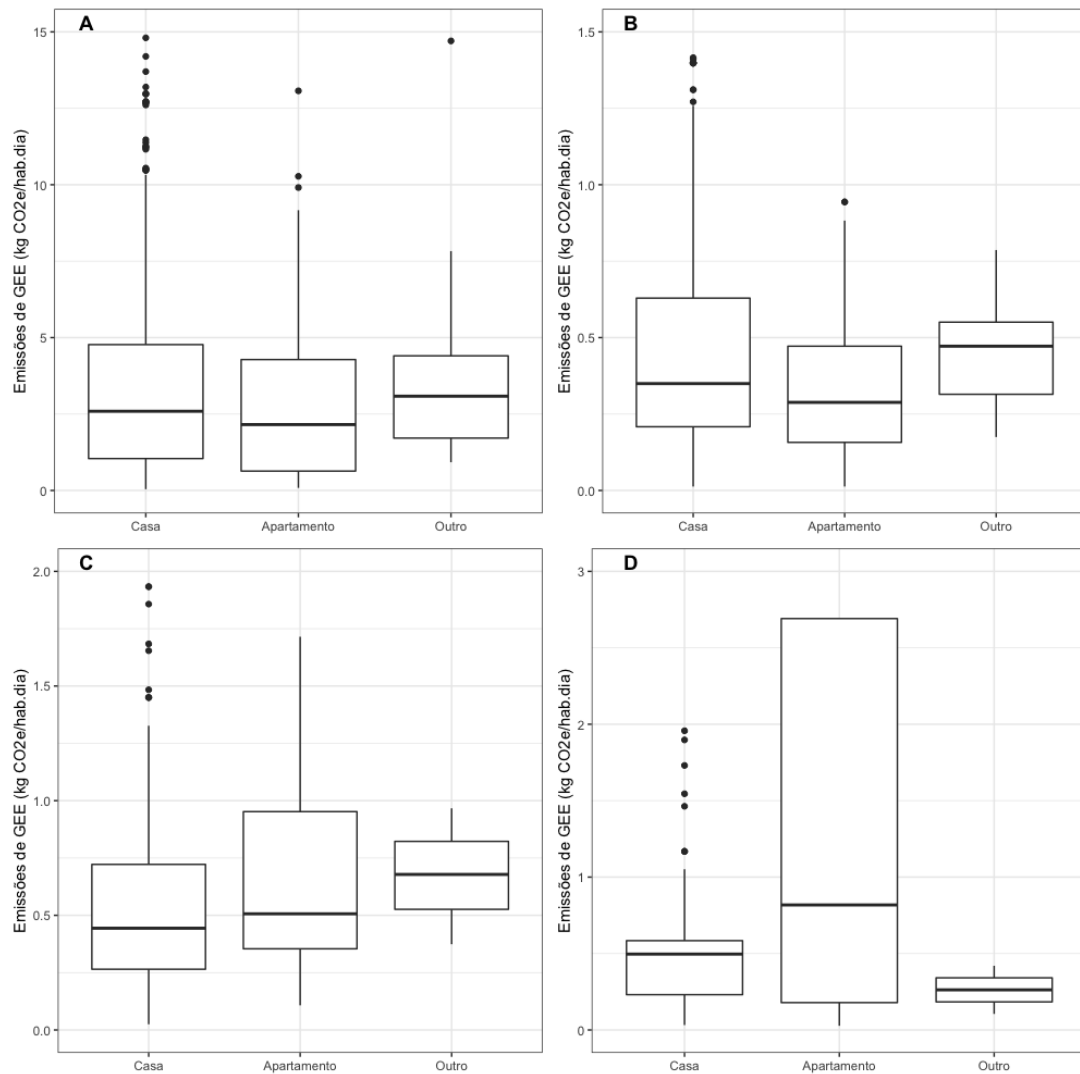 A
Emissões de GEE (kg CO2e/hab.dia)
15
10
5
0
Casa Apartamento Outro
B
Emissões de GEE (kg CO2e/hab.dia)
1.5
1.0
0.5
0.0
Casa Apartamento Outro
C
Emissões de GEE (kg CO2e/hab.dia)
2.0
1.5
1.0
0.5
0.0
Casa Apartamento Outro
D
Emissões de GEE (kg CO2e/hab.dia)
3
2
1
0
Casa Apartamento Outro